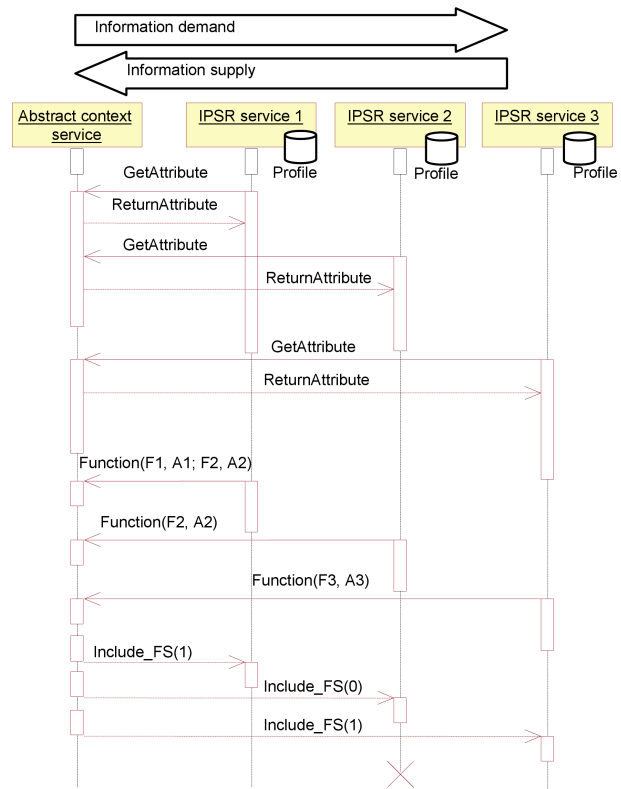 Information demand
Information supply
Abstract context
service
IPSR service 1
IPSR service 2
IPSR service 3
Profile
Profile
Profile
GetAttribute
ReturnAttribute
GetAttribute
ReturnAttribute
GetAttribute
ReturnAttribute
Function(F1, A1; F2, A2)
Function(F2, A2)
Function(F3, A3)
Include_FS(1)
Include_FS(0)
Include_FS(1)